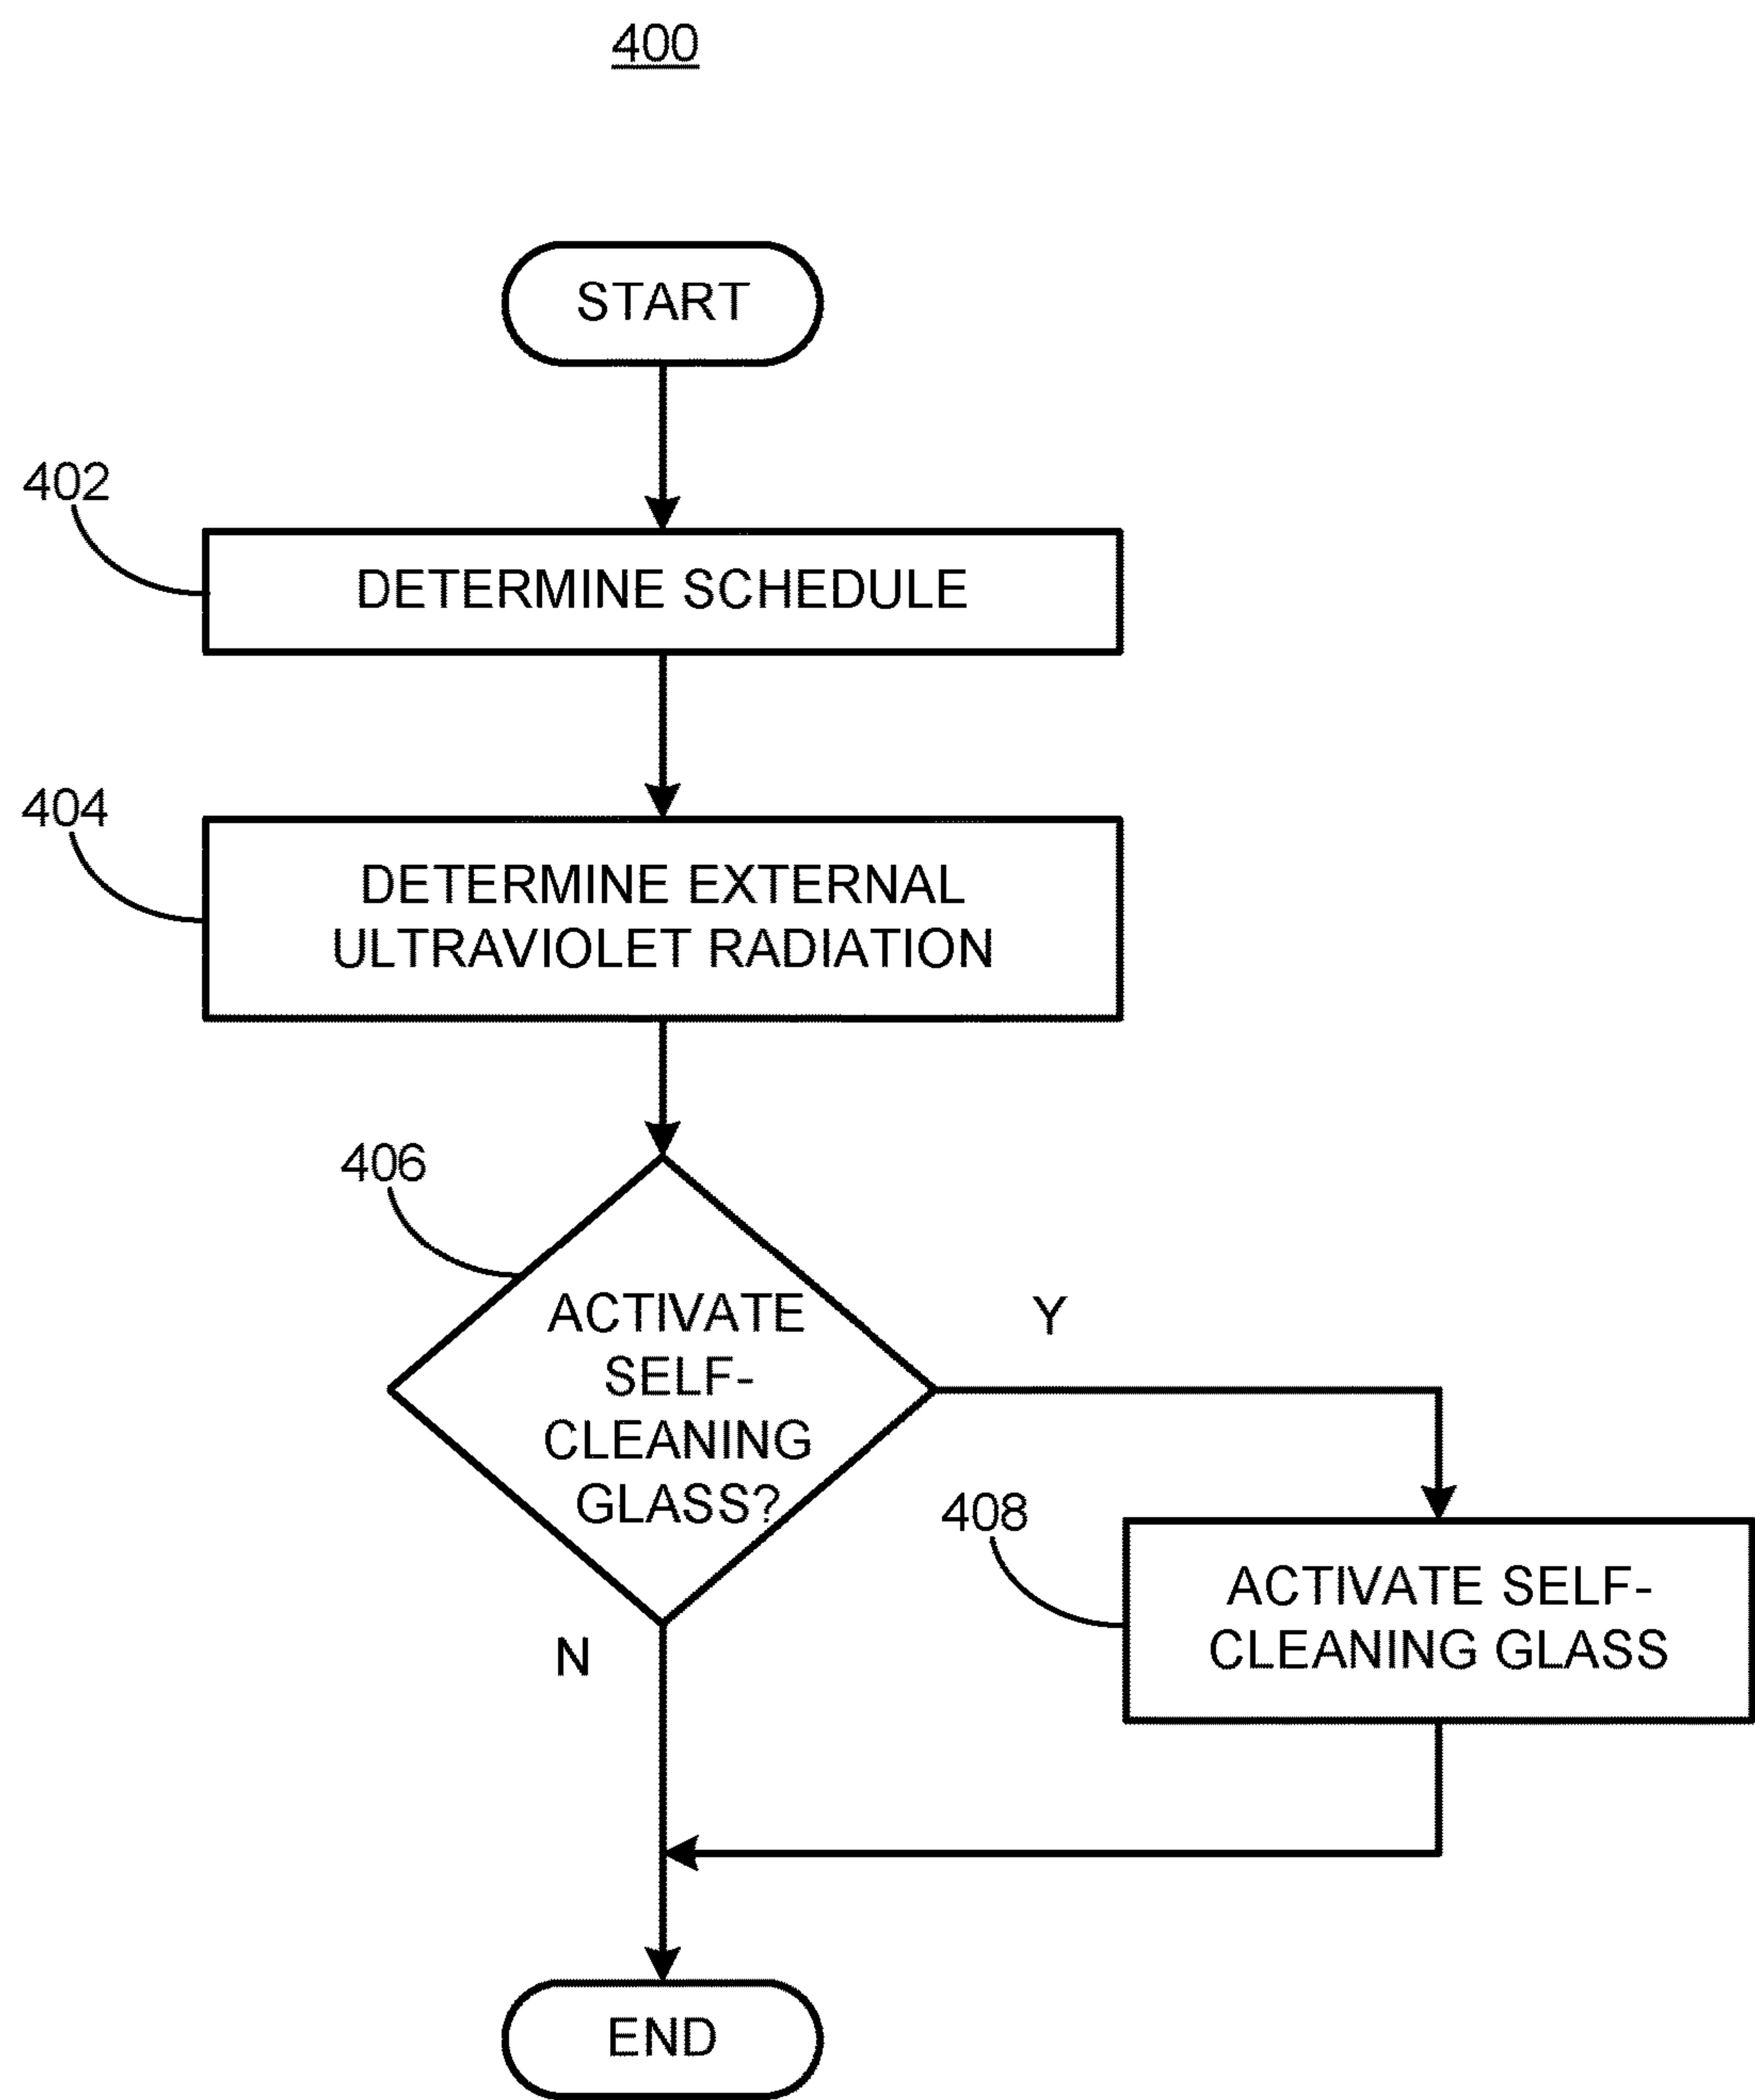 400
START
402
DETERMINE SCHEDULE
404
DETERMINE EXTERNAL
ULTRAVIOLET RADIATION
406
ACTIVATE
SELF-
CLEANING
GLASS?
Y
N
408
ACTIVATE SELF-
CLEANING GLASS
END